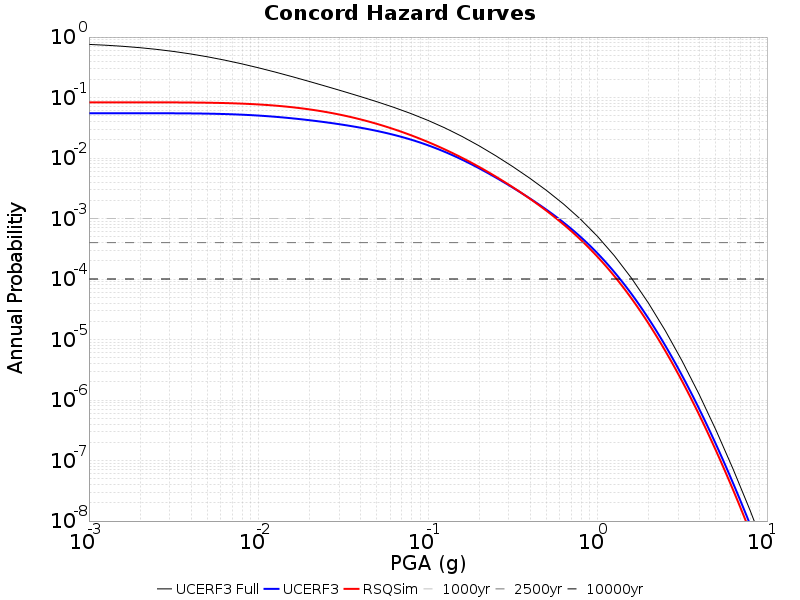 Concord Hazard Curves
Annual Probabilitiy
10^0
10^-1
10^-2
10^-3
10^-4
10^-5
10^-6
10^-7
10^-8
10^-3 10^-2 10^-1 10^0 10^1
PGA (g)
UCERF3 Full UCERF3 RSQSim 1000yr 2500yr 10000yr